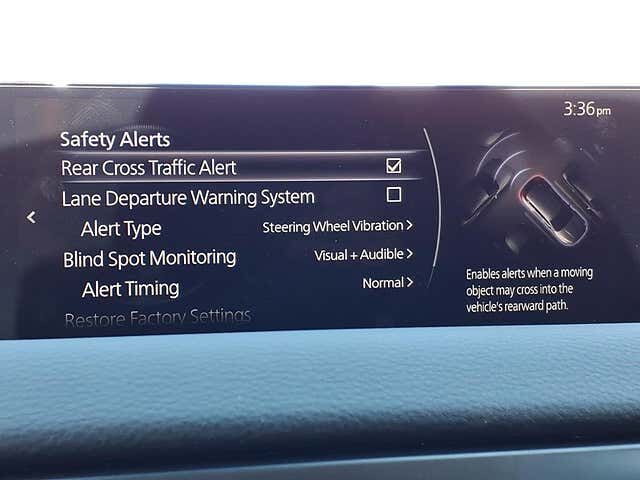 3:36pm
Safety Alerts
Rear Cross Traffic Alert
Lane Departure Warning System
Alert Type Steering Wheel Vibration >
Blind Spot Monitoring Visual + Audible >
Alert Timing Normal >
Restore Factory Settings
Enables alerts when a moving
object may cross into the
vehicle's rearward path.